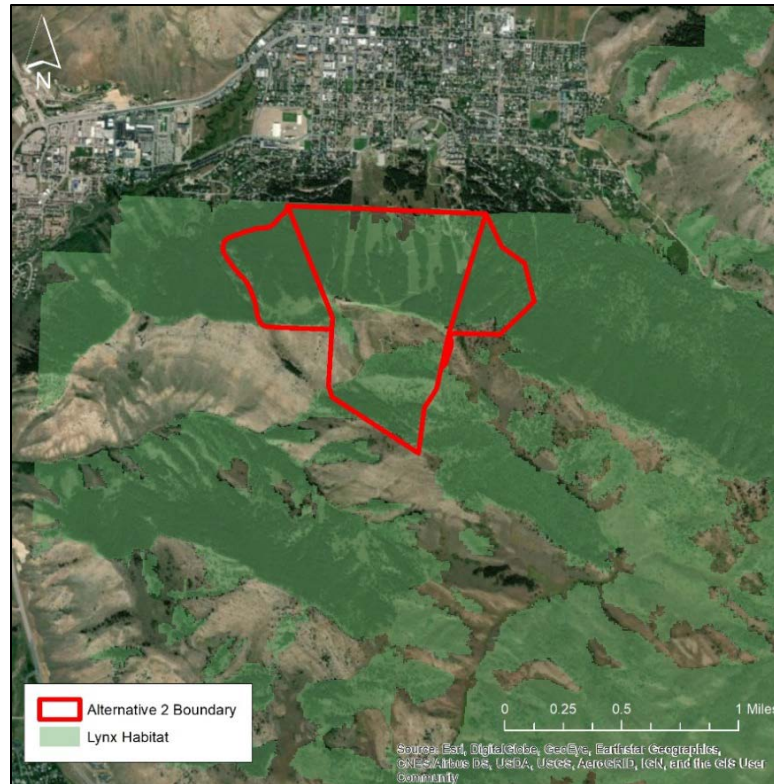 N
Alternative 2 Boundary
Lynx Habitat
0 0.25 0.5 1 Miles
Source: Esri, DigitalGlobe, GeoEye, Earthstar Geographics,
CNES/Airbus DS, USDA, USGS, AeroGRID, IGN, and the GIS User
Community